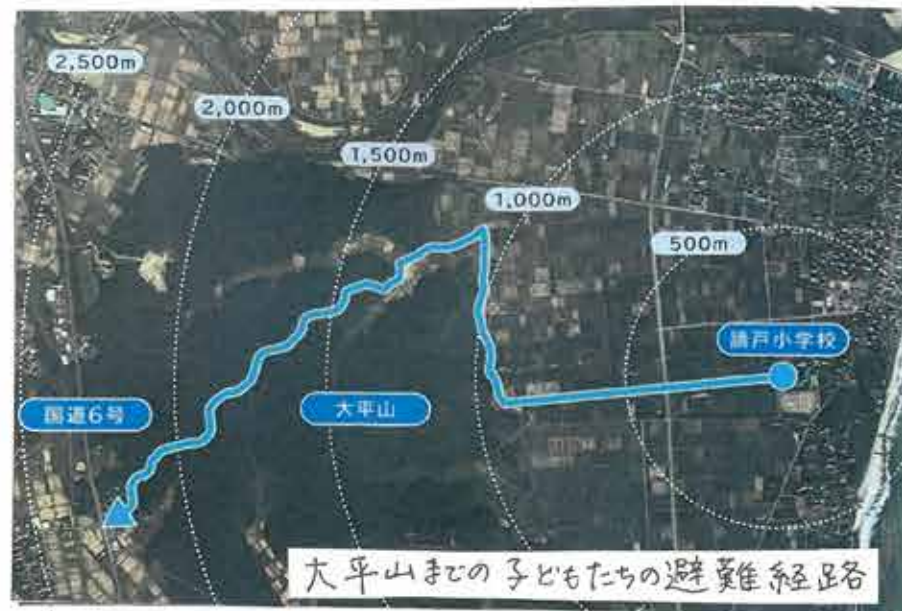 2,500m
2,000m
1,500m
1,000m
500m
請戸小学校
大平山
国道6号
大平山までの子どもたちの避難経路